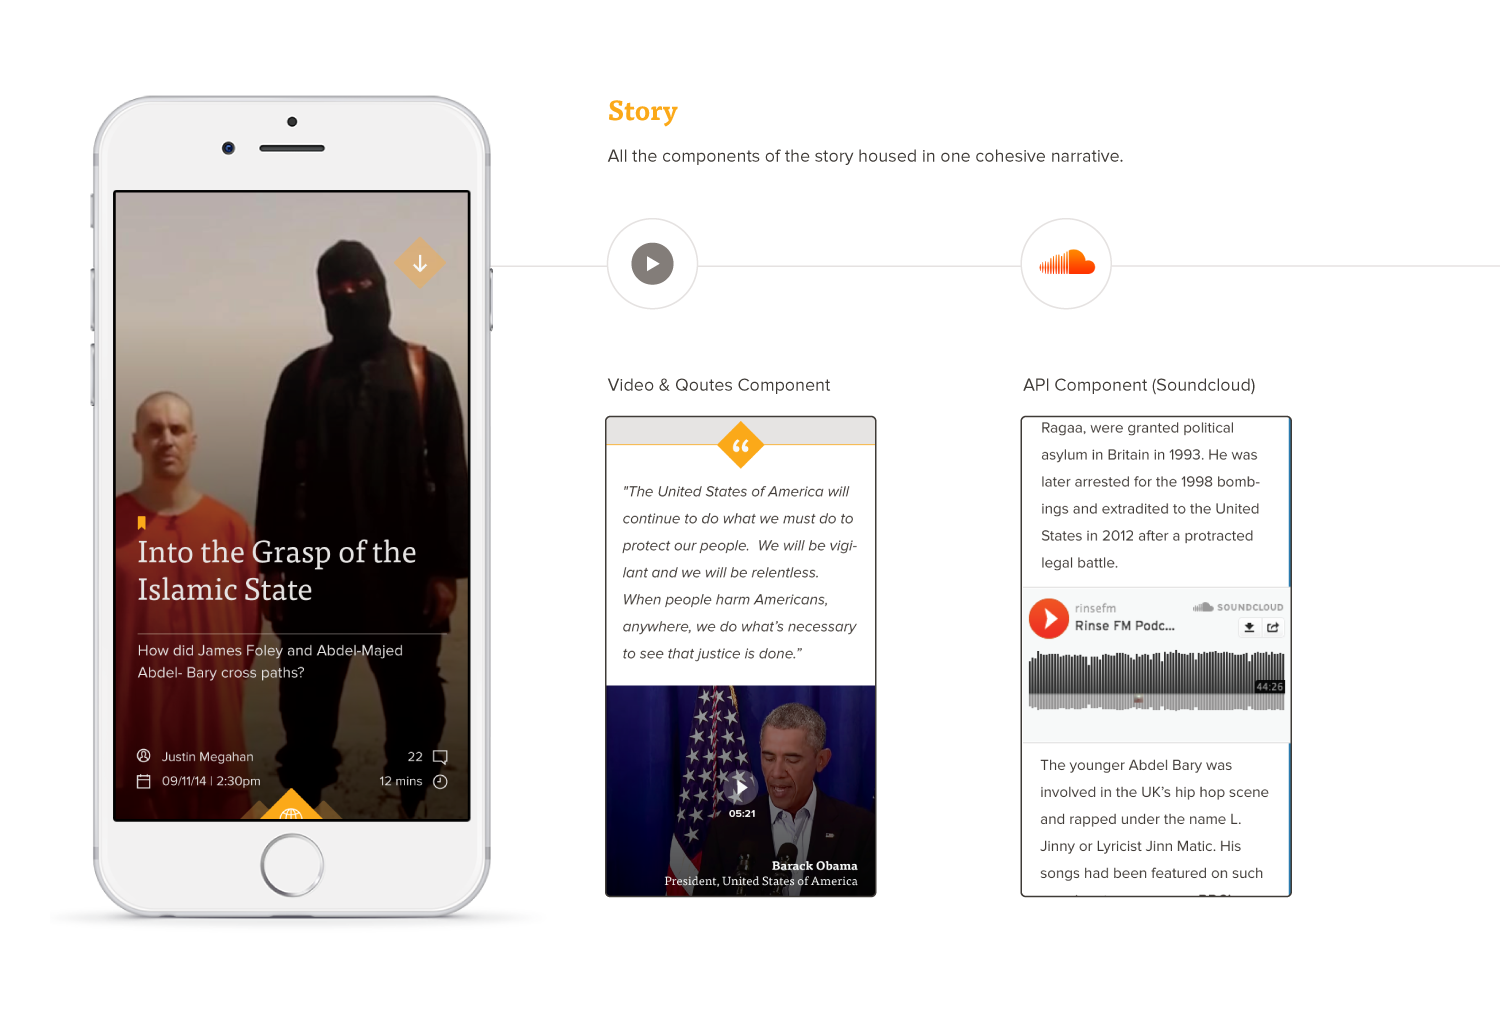 Story
All the components of the story housed in one cohesive narrative.
Into the Grasp of the
Islamic State
How did James Foley and Abdel-Majed
Abdel- Bary cross paths?
Justin Megahan
22
09/11/14 | 2:30pm
12 mins
Video & Qoutes Component
“
"The United States of America will
continue to do what we must do to
protect our people.  We will be vigi-
lant and we will be relentless.
When people harm Americans,
anywhere, we do what’s necessary
to see that justice is done.”
05:21
Barack Obama
President, United States of America
API Component (Soundcloud)
Ragaa, were granted political
asylum in Britain in 1993. He was
later arrested for the 1998 bomb-
ings and extradited to the United
States in 2012 after a protracted
legal battle.
rinsefm
SOUNDCLOUD
Rinse FM Podc...
44:26
The younger Abdel Bary was
involved in the UK’s hip hop scene
and rapped under the name L.
Jinny or Lyricist Jinn Matic. His
songs had been featured on such